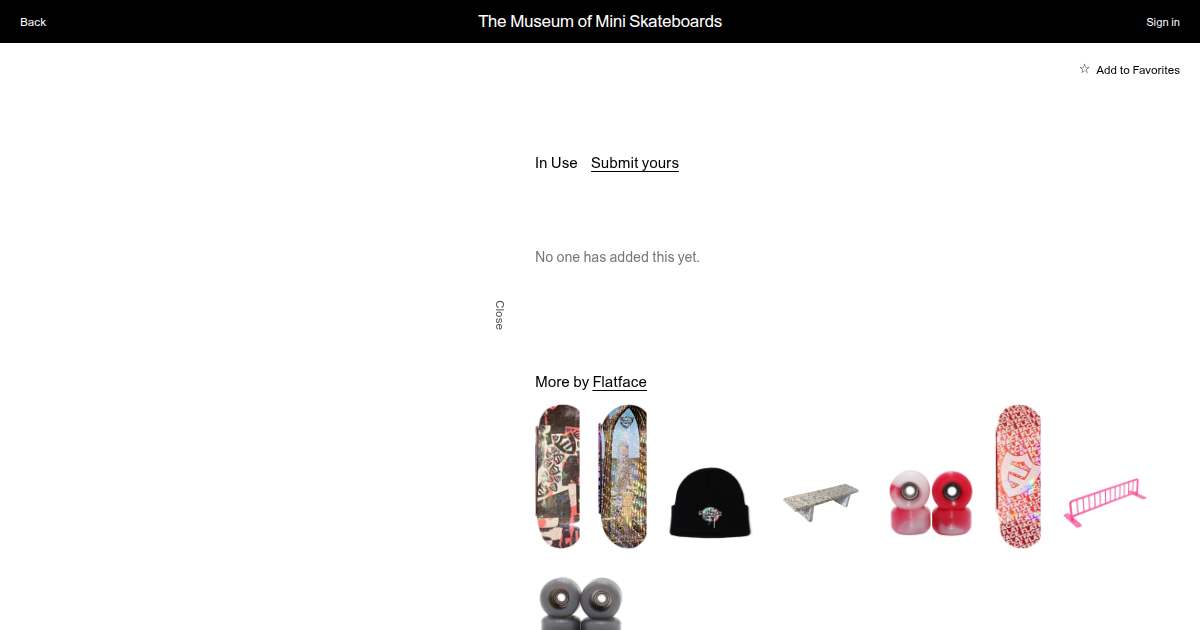 Back
The Museum of Mini Skateboards
Sign in
☆ Add to Favorites
In Use Submit yours
No one has added this yet.
Close
More by Flatface